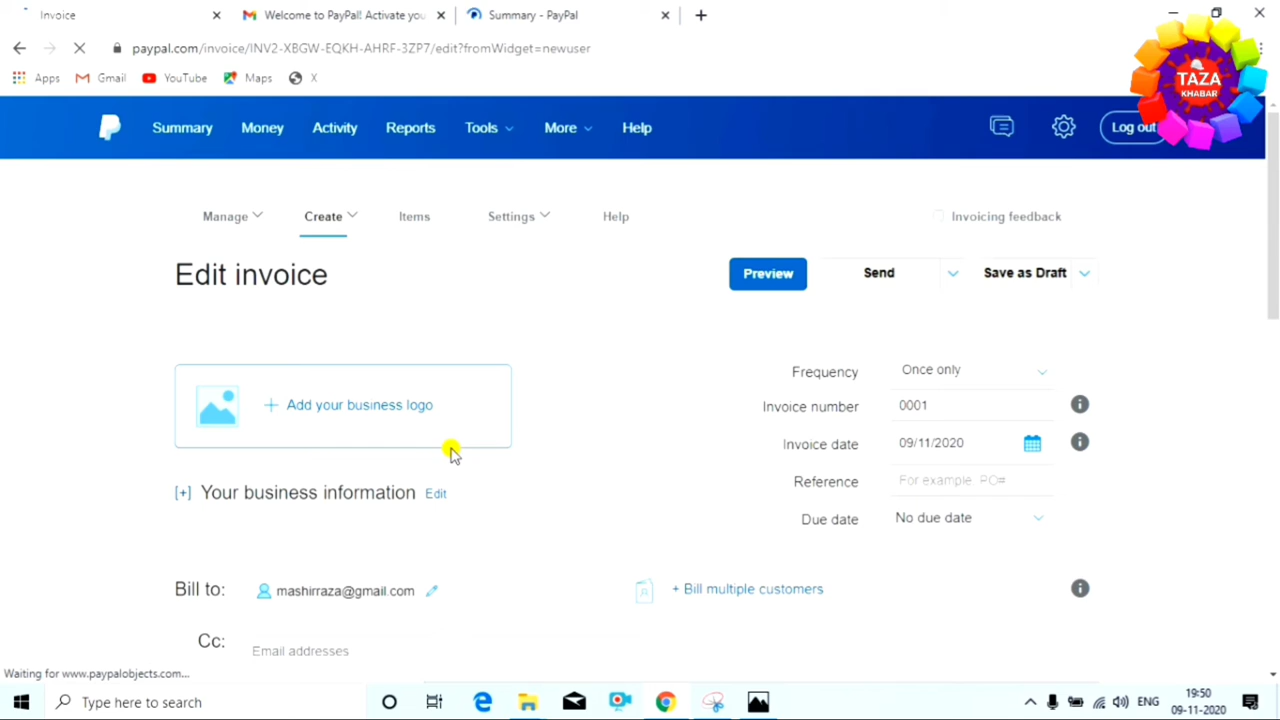 Invoice
Welcome to PayPal! Activate you
Summary - PayPal
paypal.com/invoice/INV2-XBGW-EQKH-AHRF-3ZP7/edit?fromWidget=newuser
Apps Gmail YouTube Maps X
TAZA
KHABAR
Summary Money Activity Reports Tools More Help Log out
Manage Create Items Settings Help Invoicing feedback
Edit invoice
Preview Send Save as Draft
+ Add your business logo
Frequency Once only
Invoice number 0001
Invoice date 09/11/2020
Reference For example PO#
Due date No due date
[+] Your business information Edit
Bill to: mashirraza@gmail.com + Bill multiple customers
Cc: Email addresses
Waiting for www.paypalobjects.com...
Type here to search
ENG
19:50
09-11-2020